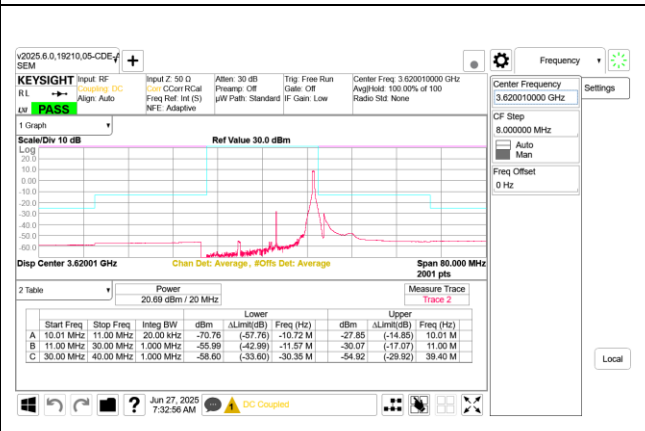 v2025.6.0,19210,05-CDE-
SEM
+
Frequency
KEYSIGHT Input: RF Input Z: 50 Ω Atten: 30 dB Trig: Free Run Center Freq: 3.620010000 GHz
RL Coupling: DC Corr CCorr RCal Preamp: Off Gate: Off Avg|Hold: 100.00% of 100
Align: Auto Freq Ref: Int (S) µW Path: Standard IF Gain: Low Radio Std: None
PASS NFE: Adaptive
Center Frequency
3.620010000 GHz
Settings
CF Step
8.000000 MHz
Auto
Man
Freq Offset
0 Hz
1 Graph
Scale/Div 10 dB Ref Value 30.0 dBm
Log
20.0
10.0
0.00
-10.0
-20.0
-30.0
-40.0
-50.0
-60.0
Disp Center 3.62001 GHz Chan Det: Average, #Offs Det: Average Span 80.000 MHz
2001 pts
2 Table Power Measure Trace
20.69 dBm / 20 MHz Trace 2
Lower Upper
Start Freq Stop Freq Integ BW dBm ΔLimit(dB) Freq (Hz) dBm ΔLimit(dB) Freq (Hz)
A 10.01 MHz 11.00 MHz 20.00 kHz -70.76 (-57.76) -10.72 M -27.85 (-14.85) 10.01 M
B 11.00 MHz 30.00 MHz 1.000 MHz -55.99 (-42.99) -11.57 M -30.07 (-17.07) 11.00 M
C 30.00 MHz 40.00 MHz 1.000 MHz -58.60 (-33.60) -30.35 M -54.92 (-29.92) 39.40 M
Local
? Jun 27, 2025
7:32:56 AM
DC Coupled